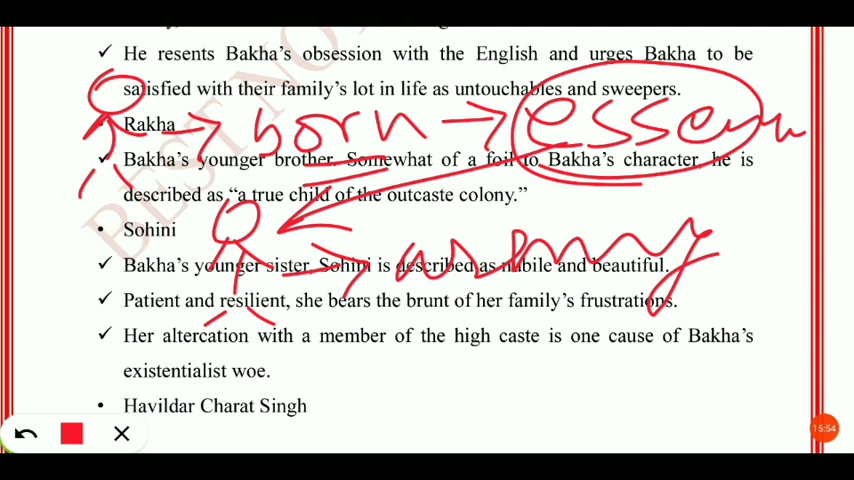 ✓ He resents Bakha's obsession with the English and urges Bakha to be
satisfied with their family's lot in life as untouchables and sweepers.
• Rakha → born →
✓ Bakha's younger brother. Somewhat of a foil to Bakha's character, he is
described as "a true child of the outcaste colony."
• Sohini
→ army
✓ Bakha's younger sister, Sohini is described as nubile and beautiful.
✓ Patient and resilient, she bears the brunt of her family's frustrations.
✓ Her altercation with a member of the high caste is one cause of Bakha's
existentialist woe.
• Havildar Charat Singh
15:54